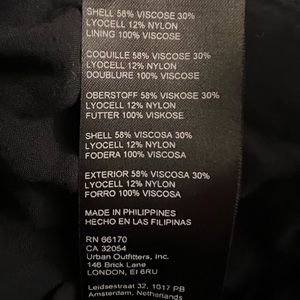 SHELL 58% VISCOSE 30%
LYOCELL 12% NYLON
LINING 100% VISCOSE
COQUILLE 58% VISCOSE 30%
LYOCELL 12% NYLON
DOUBLURE 100% VISCOSE
OBERSTOFF 58% VISKOSE 30%
LYOCELL 12% NYLON
FUTTER 100% VISKOSE
SHELL 58% VISCOSA 30%
LYOCELL 12% NYLON
FODERA 100% VISCOSA
EXTERIOR 58% VISCOSA 30%
LYOCELL 12% NYLON
FORRO 100% VISCOSA
MADE IN PHILIPPINES
HECHO EN LAS FILIPINAS
RN 66170
CA 32054
Urban Outfitters, Inc.
146 Brick Lane
LONDON, EI 6RU
Leidsestraat 32, 1017 PB
Amsterdam, Netherlands